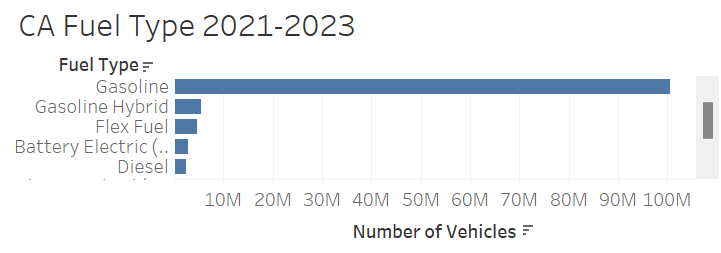 CA Fuel Type 2021-2023
Fuel Type
Gasoline
Gasoline Hybrid
Flex Fuel
Battery Electric (..
Diesel
10M 20M 30M 40M 50M 60M 70M 80M 90M 100M
Number of Vehicles